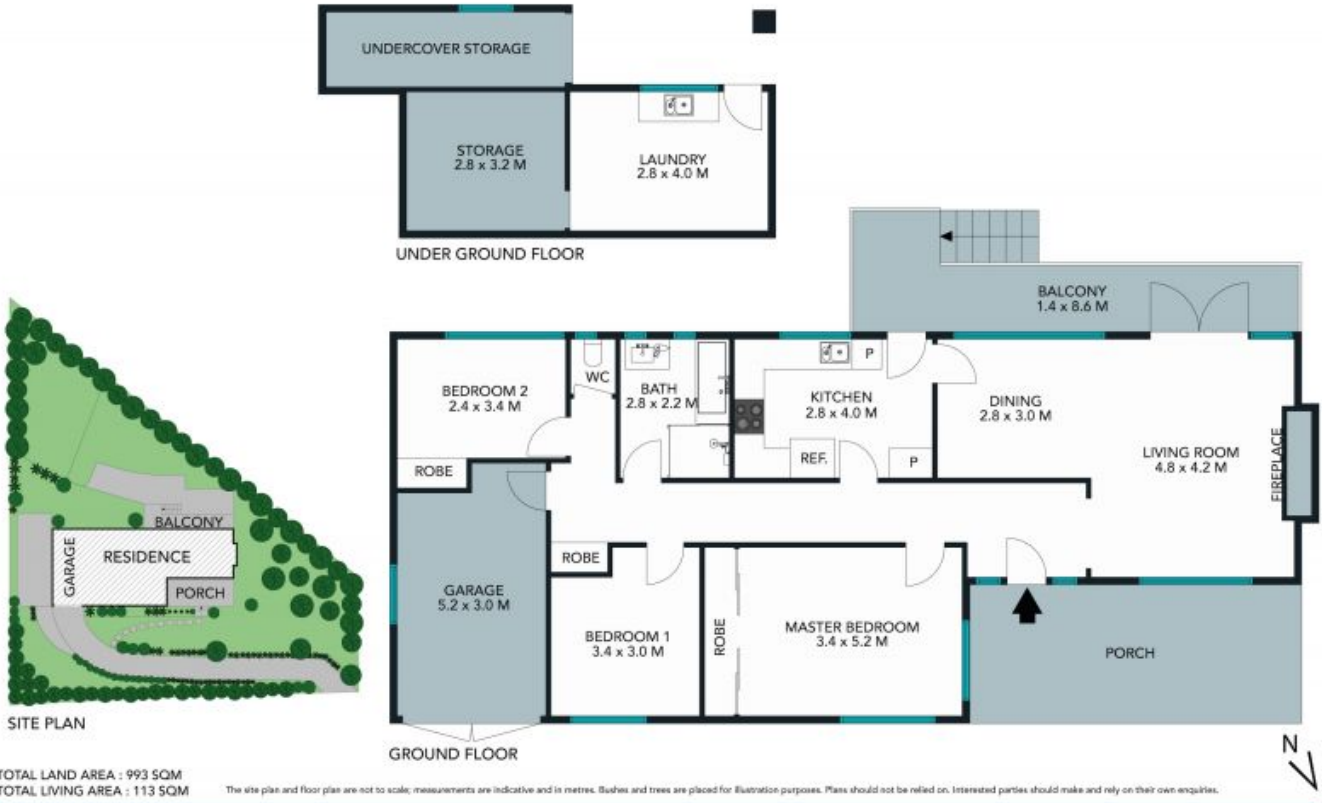 UNDERCOVER STORAGE
STORAGE
2.8 x 3.2 M
LAUNDRY
2.8 x 4.0 M
UNDER GROUND FLOOR
BALCONY
1.4 x 8.6 M
BEDROOM 2
2.4 x 3.4 M
WC
BATH
2.8 x 2.2 M
KITCHEN
2.8 x 4.0 M
P
DINING
2.8 x 3.0 M
LIVING ROOM
4.8 x 4.2 M
FIREPLACE
ROBE
REF.
P
ROBE
GARAGE
5.2 x 3.0 M
BEDROOM 1
3.4 x 3.0 M
ROBE
MASTER BEDROOM
3.4 x 5.2 M
PORCH
GROUND FLOOR
BALCONY
RESIDENCE
GARAGE
PORCH
SITE PLAN
N
TOTAL LAND AREA : 993 SQM
TOTAL LIVING AREA : 113 SQM
The site plan and floor plan are not to scale; measurements are indicative and in metres. Bushes and trees are placed for illustration purposes. Plans should not be relied on. Interested parties should make and rely on their own enquiries.